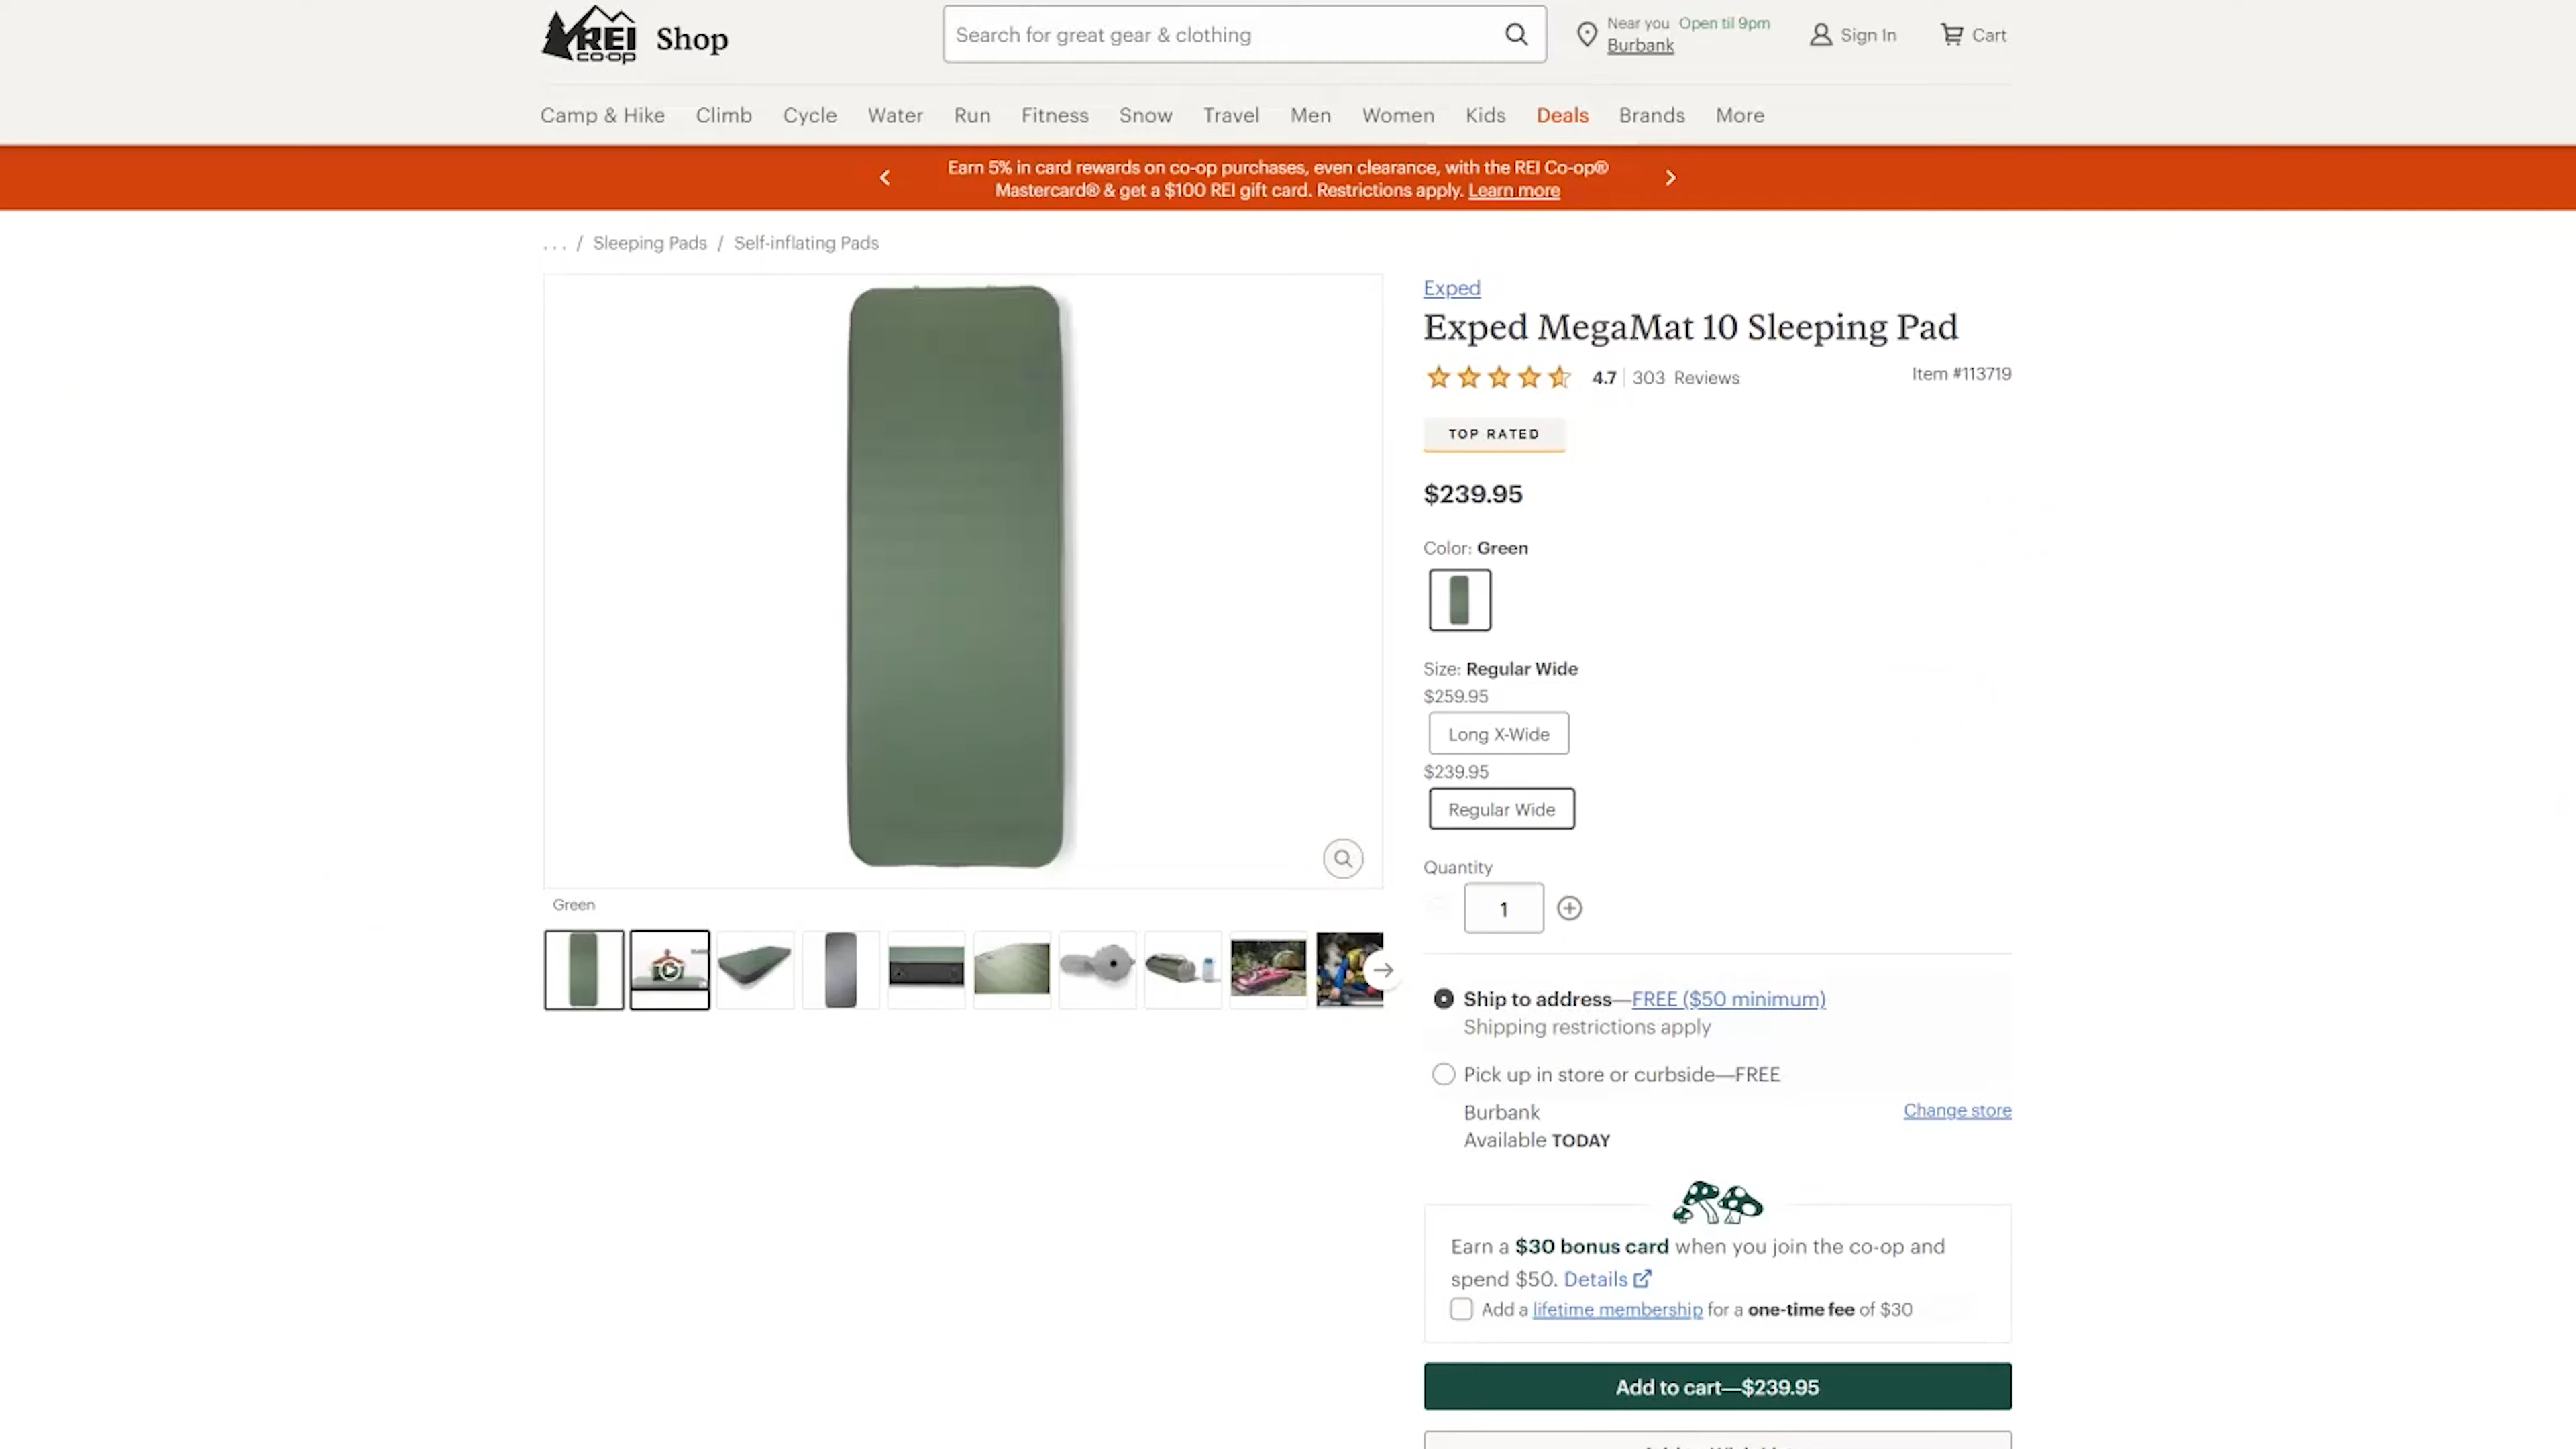 REI
co-op
Shop
Search for great gear & clothing
Near you Open til 9pm
Burbank
Sign In
Cart
Camp & Hike Climb Cycle Water Run Fitness Snow Travel Men Women Kids Deals Brands More
Earn 5% in card rewards on co-op purchases, even clearance, with the REI Co-op®
Mastercard® & get a $100 REI gift card. Restrictions apply. Learn more
... / Sleeping Pads / Self-inflating Pads
Exped
Exped MegaMat 10 Sleeping Pad
4.7 303 Reviews
Item #113719
TOP RATED
$239.95
Color: Green
Size: Regular Wide
$259.95
Long X-Wide
$239.95
Regular Wide
Quantity
1
Green
Ship to address—FREE ($50 minimum)
Shipping restrictions apply
Pick up in store or curbside—FREE
Burbank
Change store
Available TODAY
Earn a $30 bonus card when you join the co-op and
spend $50. Details
Add a lifetime membership for a one-time fee of $30
Add to cart—$239.95